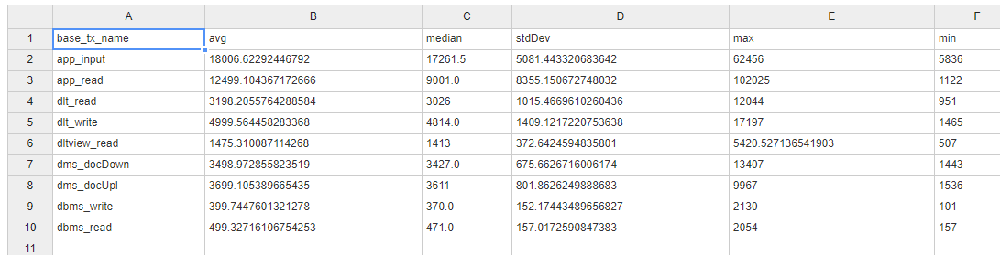 A B C D E F
1 base_tx_name avg median stdDev max min
2 app_input 18006.62292446792 17261.5 5081.443320683642 62456 5836
3 app_read 12499.104367172666 9001.0 8355.150672748032 102025 1122
4 dlt_read 3198.2055764288584 3026 1015.4669610260436 12044 951
5 dlt_write 4999.564458283368 4814.0 1409.1217220753638 17197 1465
6 dltview_read 1475.310087114268 1413 372.6424594835801 5420.527136541903 507
7 dms_docDown 3498.972855823519 3427.0 675.6626716006174 13407 1443
8 dms_docUpl 3699.105389665435 3611 801.8626249888683 9967 1536
9 dbms_write 399.7447601321278 370.0 152.17443489656827 2130 101
10 dbms_read 499.32716106754253 471.0 157.0172590847383 2054 157
11